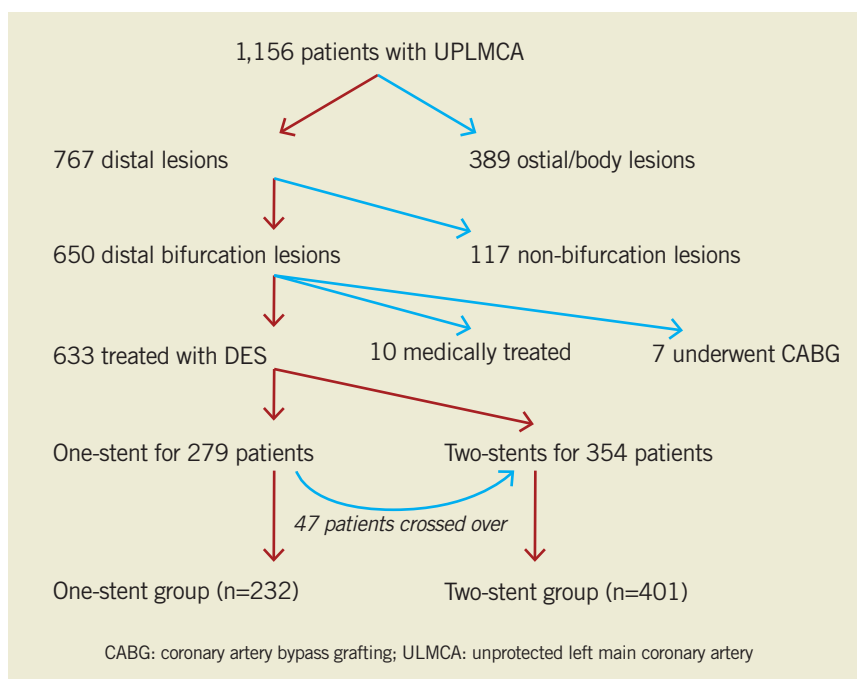 1,156 patients with UPLMCA
767 distal lesions
389 ostial/body lesions
650 distal bifurcation lesions
117 non-bifurcation lesions
633 treated with DES
10 medically treated
7 underwent CABG
One-stent for 279 patients
Two-stents for 354 patients
47 patients crossed over
One-stent group (n=232)
Two-stent group (n=401)
CABG: coronary artery bypass grafting; ULMCA: unprotected left main coronary artery